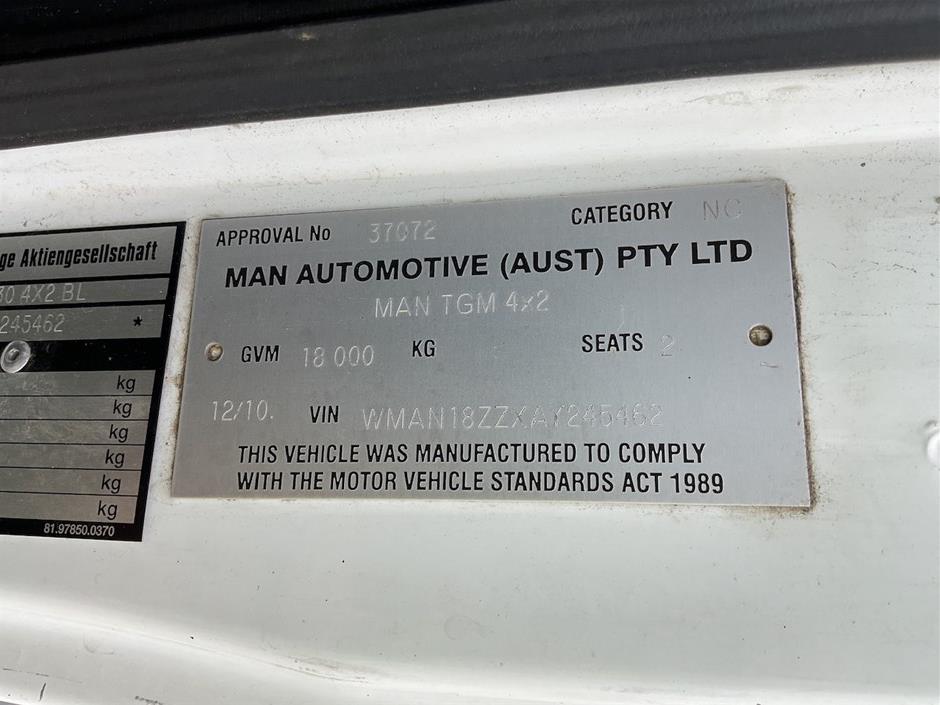 ge Aktiengesellschaft
30 4X2 BL
245462 *
kg
kg
kg
kg
kg
kg
81.97850.0370
APPROVAL No 37072 CATEGORY NC
MAN AUTOMOTIVE (AUST) PTY LTD
MAN TGM 4x2
GVM 18 000 KG SEATS 2
12/10. VIN WMAN18ZZXAY245462
THIS VEHICLE WAS MANUFACTURED TO COMPLY
WITH THE MOTOR VEHICLE STANDARDS ACT 1989